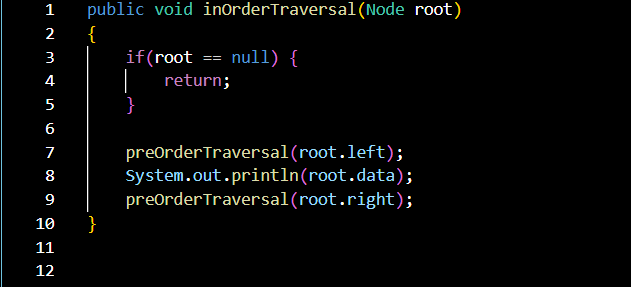 1 public void inOrderTraversal(Node root)
2 {
3     if(root == null) {
4         return;
5     }
6
7     preOrderTraversal(root.left);
8     System.out.println(root.data);
9     preOrderTraversal(root.right);
10 }
11
12